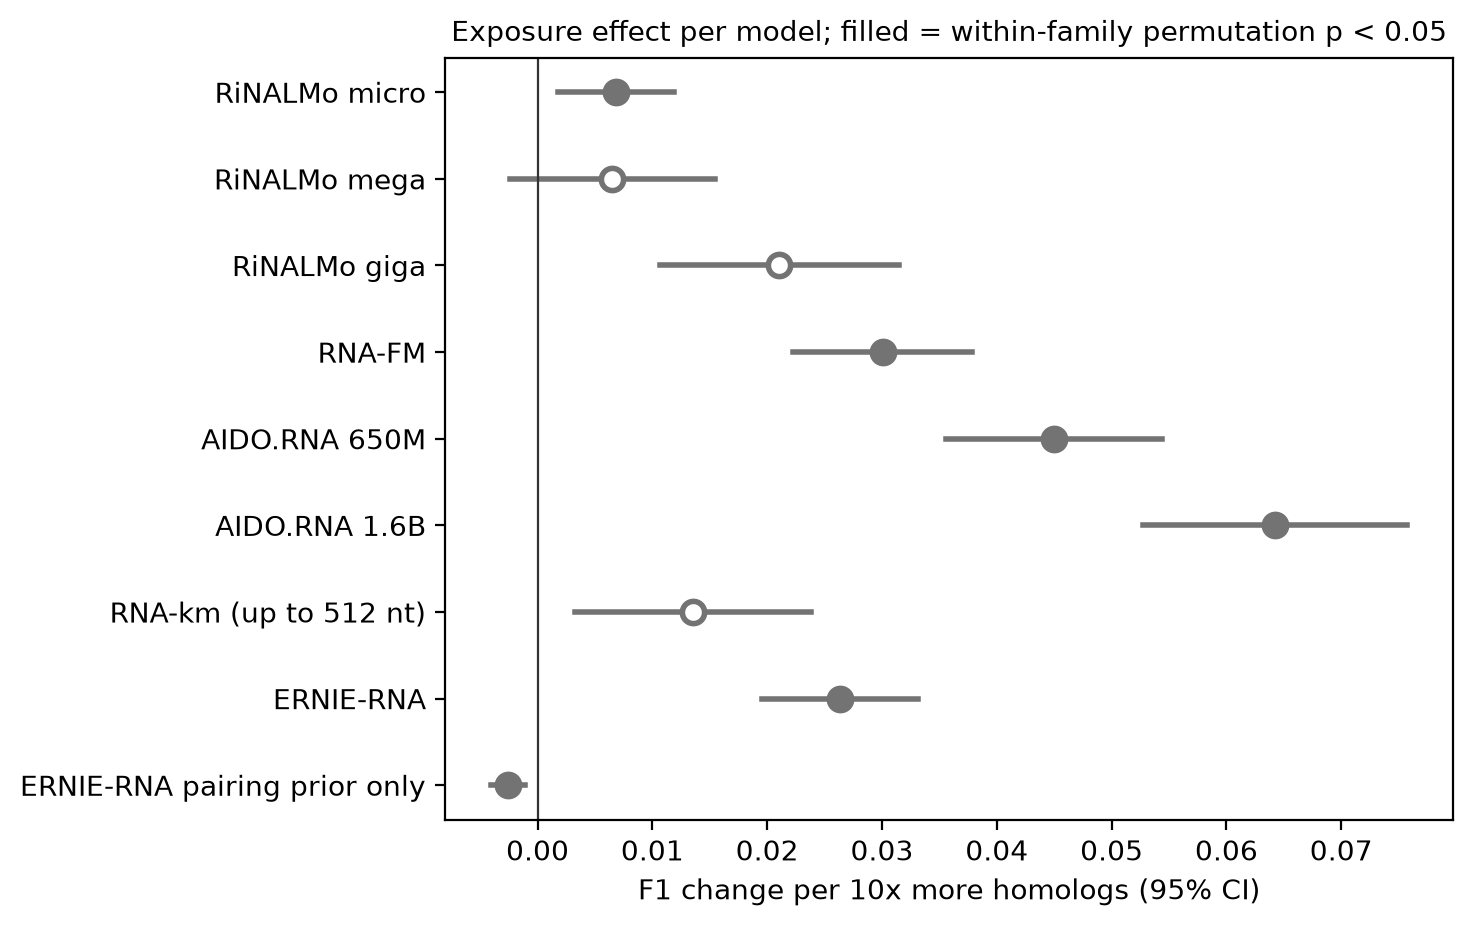 Exposure effect per model; filled = within-family permutation p < 0.05
RiNALMo micro
RiNALMo mega
RiNALMo giga
RNA-FM
AIDO.RNA 650M
AIDO.RNA 1.6B
RNA-km (up to 512 nt)
ERNIE-RNA
ERNIE-RNA pairing prior only
0.00 0.01 0.02 0.03 0.04 0.05 0.06 0.07
F1 change per 10x more homologs (95% CI)